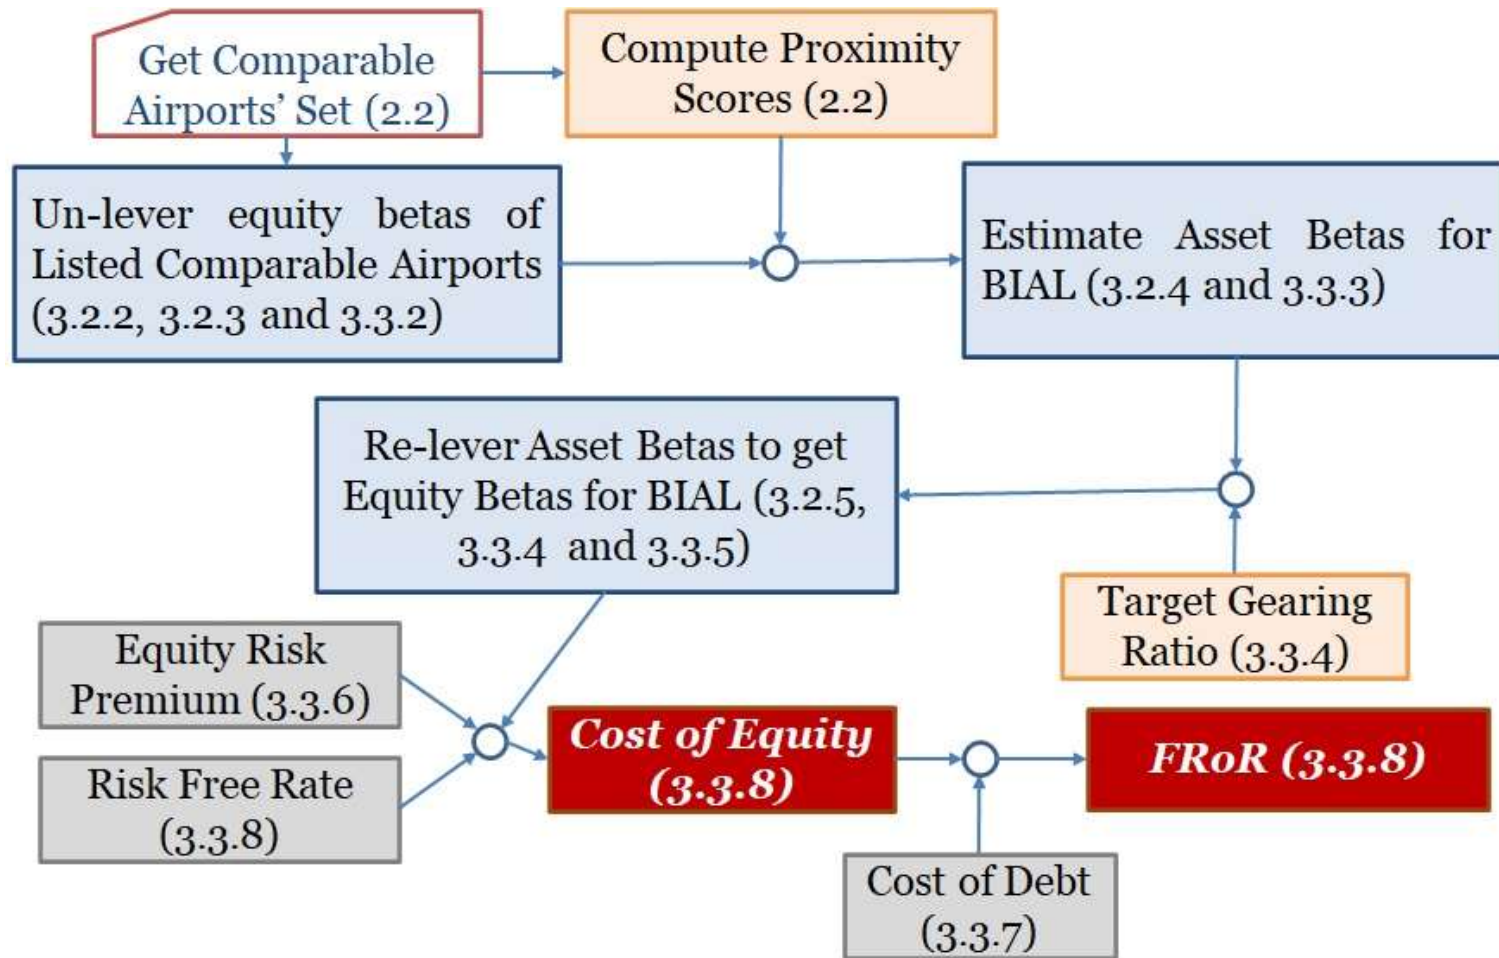 Get Comparable
Airports’ Set (2.2)
Compute Proximity
Scores (2.2)
Un-lever equity betas of
Listed Comparable Airports
(3.2.2, 3.2.3 and 3.3.2)
Estimate Asset Betas for
BIAL (3.2.4 and 3.3.3)
Re-lever Asset Betas to get
Equity Betas for BIAL (3.2.5,
3.3.4 and 3.3.5)
Target Gearing
Ratio (3.3.4)
Equity Risk
Premium (3.3.6)
Risk Free Rate
(3.3.8)
Cost of Equity
(3.3.8)
FRoR (3.3.8)
Cost of Debt
(3.3.7)